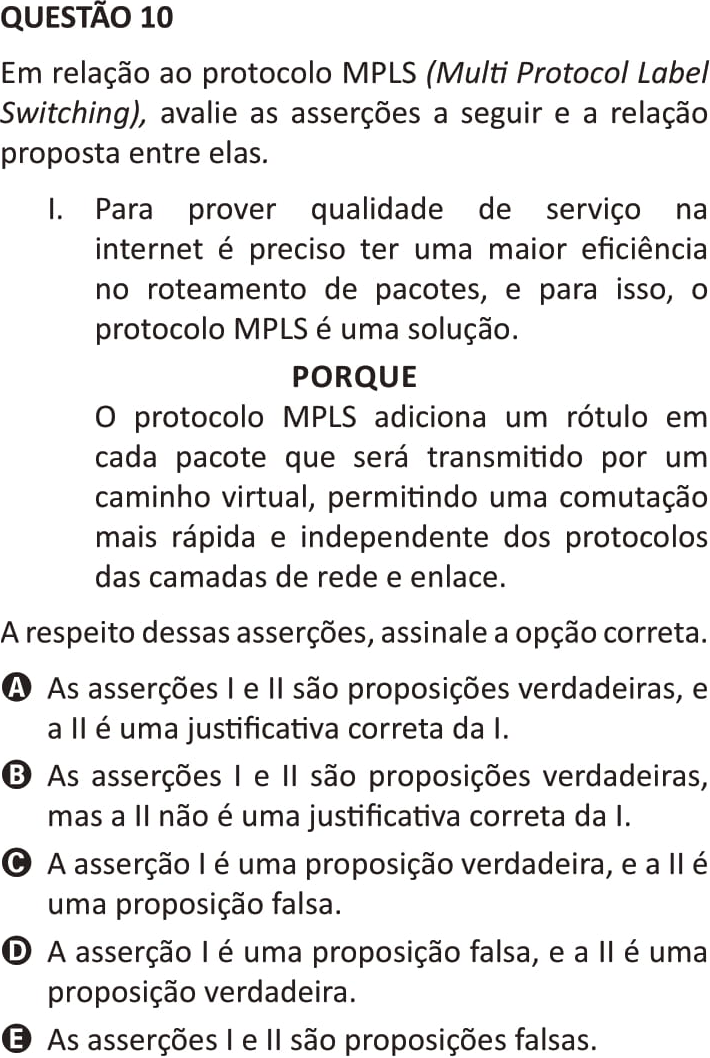 QUESTÃO 10
Em relação ao protocolo MPLS (Multi Protocol Label
Switching), avalie as asserções a seguir e a relação
proposta entre elas.
I. Para prover qualidade de serviço na
internet é preciso ter uma maior eficiência
no roteamento de pacotes, e para isso, o
protocolo MPLS é uma solução.
PORQUE
O protocolo MPLS adiciona um rótulo em
cada pacote que será transmitido por um
caminho virtual, permitindo uma comutação
mais rápida e independente dos protocolos
das camadas de rede e enlace.
A respeito dessas asserções, assinale a opção correta.
A As asserções I e II são proposições verdadeiras, e
a II é uma justificativa correta da I.
B As asserções I e II são proposições verdadeiras,
mas a II não é uma justificativa correta da I.
C A asserção I é uma proposição verdadeira, e a II é
uma proposição falsa.
D A asserção I é uma proposição falsa, e a II é uma
proposição verdadeira.
E As asserções I e II são proposições falsas.